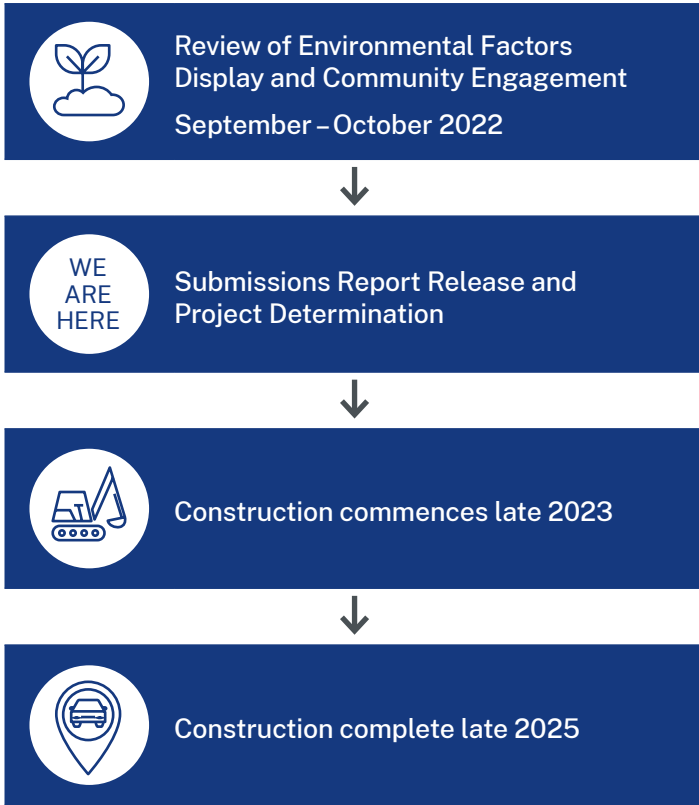 Review of Environmental Factors
Display and Community Engagement
September – October 2022
WE
ARE
HERE
Submissions Report Release and
Project Determination
Construction commences late 2023
Construction complete late 2025